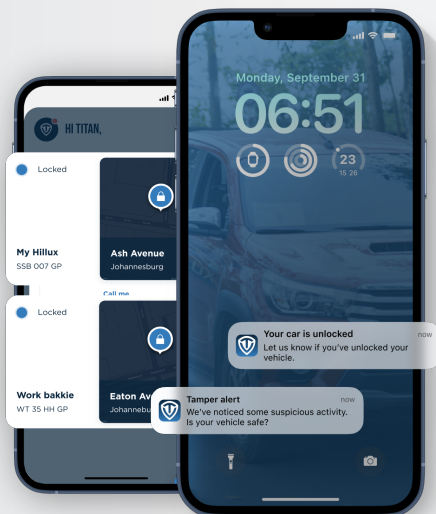 HI TITAN,
Locked
My Hillux
SSB 007 GP
Ash Avenue
Johannesburg
Call me
Locked
Work bakkie
WT 35 HH GP
Eaton Av
Johannebu
Monday, September 31
06:51
23
15 26
Your car is unlocked
now
Let us know if you've unlocked your
vehicle.
Tamper alert
now
We've noticed some suspicious activity.
Is your vehicle safe?